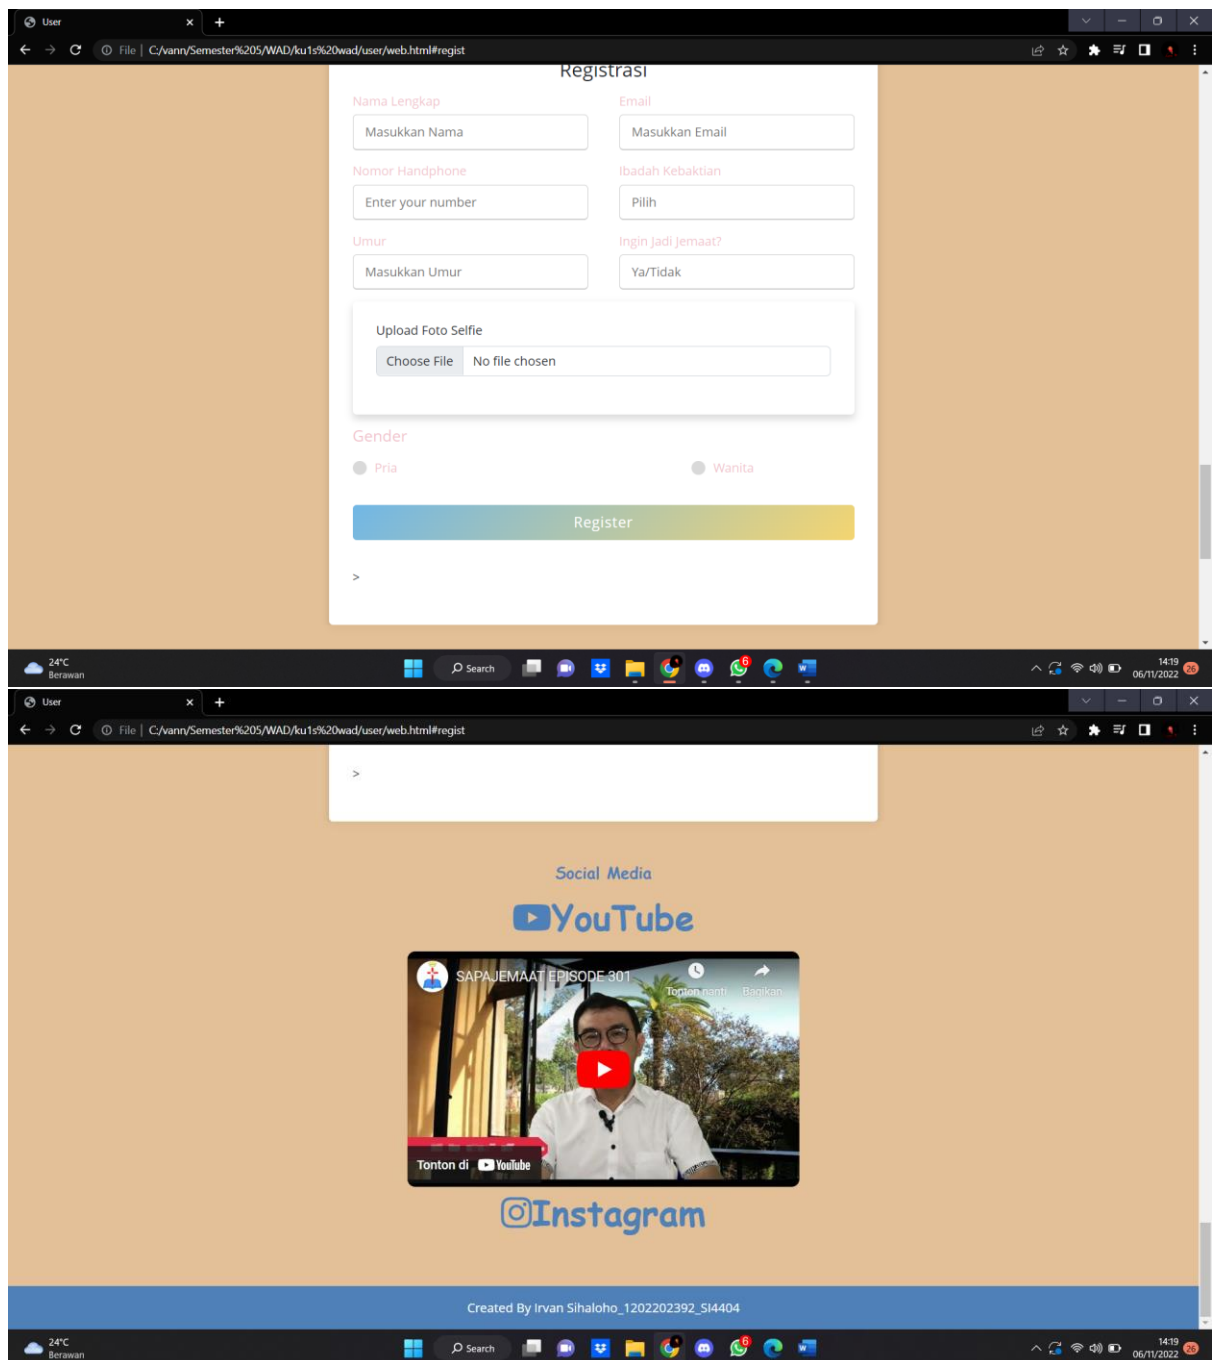 User
File | C:/vann/Semester%205/WAD/ku1s%20wad/user/web.html#regist
Registrasi
Nama Lengkap Email
Masukkan Nama Masukkan Email
Nomor Handphone Ibadah Kebaktian
Enter your number Pilih
Umur Ingin Jadi Jemaat?
Masukkan Umur Ya/Tidak
Upload Foto Selfie
Choose File No file chosen
Gender
Pria Wanita
Register
>
24°C
Berawan
Search
6
14:19
06/11/2022
26
User
File | C:/vann/Semester%205/WAD/ku1s%20wad/user/web.html#regist
>
Social Media
YouTube
SAPAJEMAAT EPISODE 301
Tonton nanti Bagikan
Tonton di YouTube
Instagram
Created By Irvan Sihaloho_1202202392_SI4404
24°C
Berawan
Search
6
14:19
06/11/2022
26